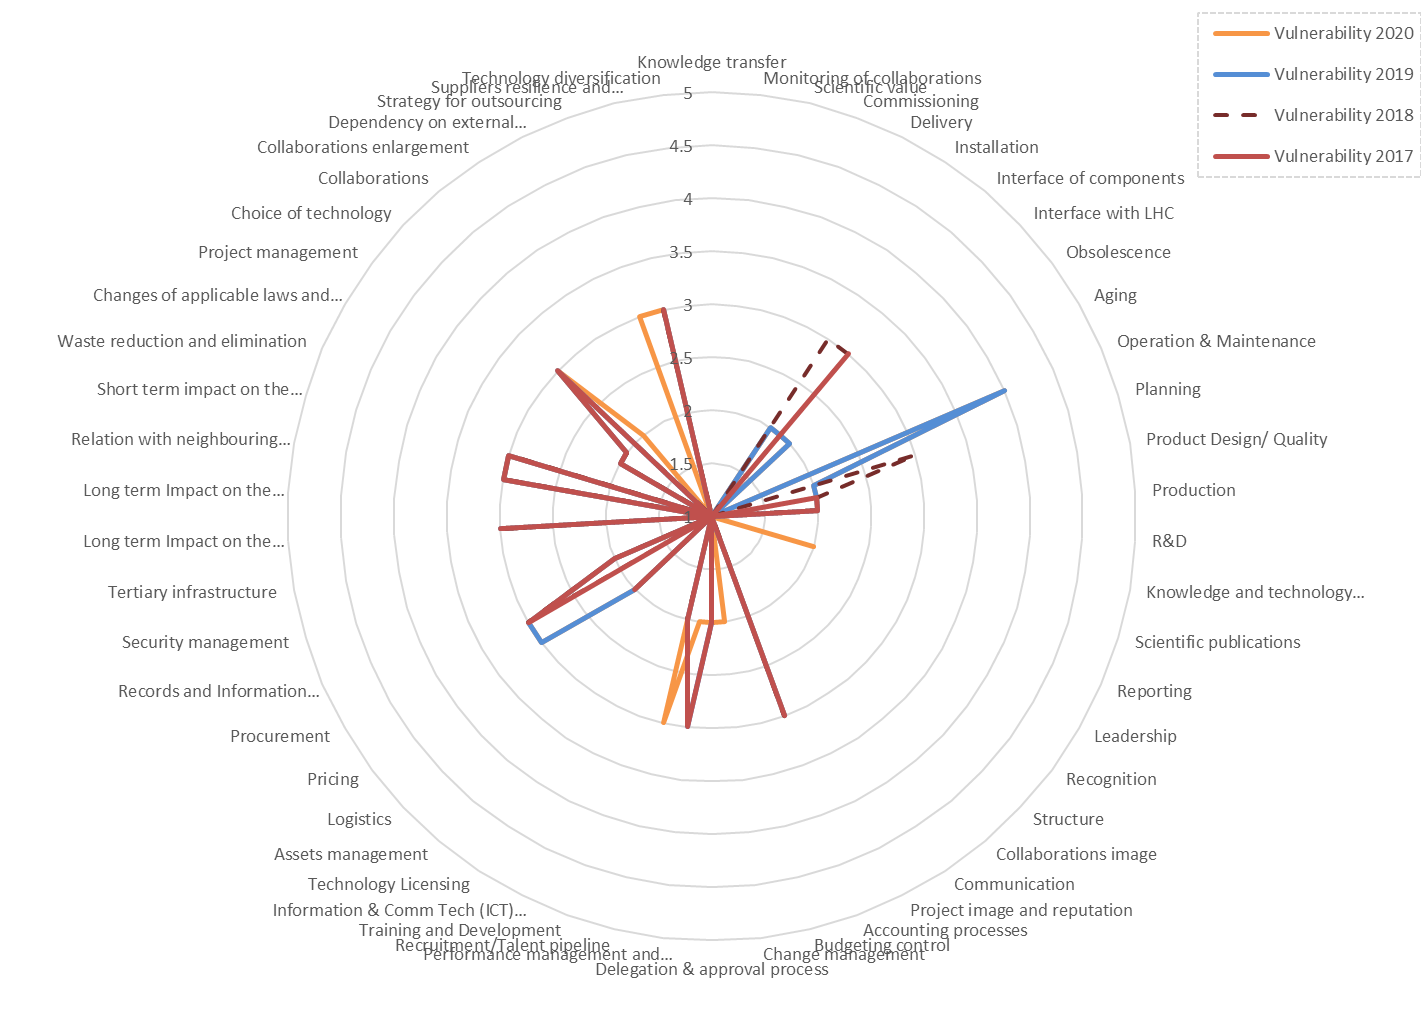 Vulnerability 2020
Vulnerability 2019
Vulnerability 2018
Vulnerability 2017
Knowledge transfer
Monitoring of collaborations
Scientific value
Commissioning
Delivery
Installation
Interface of components
Interface with LHC
Obsolescence
Aging
Operation & Maintenance
Planning
Product Design/ Quality
Production
R&D
Knowledge and technology...
Scientific publications
Reporting
Leadership
Recognition
Structure
Collaborations image
Communication
Project image and reputation
Accounting processes
Budgeting control
Change management
Delegation & approval process
Performance management and...
Recruitment/Talent pipeline
Training and Development
Information & Comm Tech (ICT)...
Technology Licensing
Assets management
Logistics
Pricing
Procurement
Records and Information...
Security management
Tertiary infrastructure
Long term Impact on the...
Long term Impact on the...
Relation with neighbouring...
Short term impact on the...
Waste reduction and elimination
Changes of applicable laws and...
Project management
Choice of technology
Collaborations
Collaborations enlargement
Dependency on external...
Strategy for outsourcing
Suppliers resilience and...
Technology diversification
5
4.5
4
3.5
3
2.5
2
1.5
1